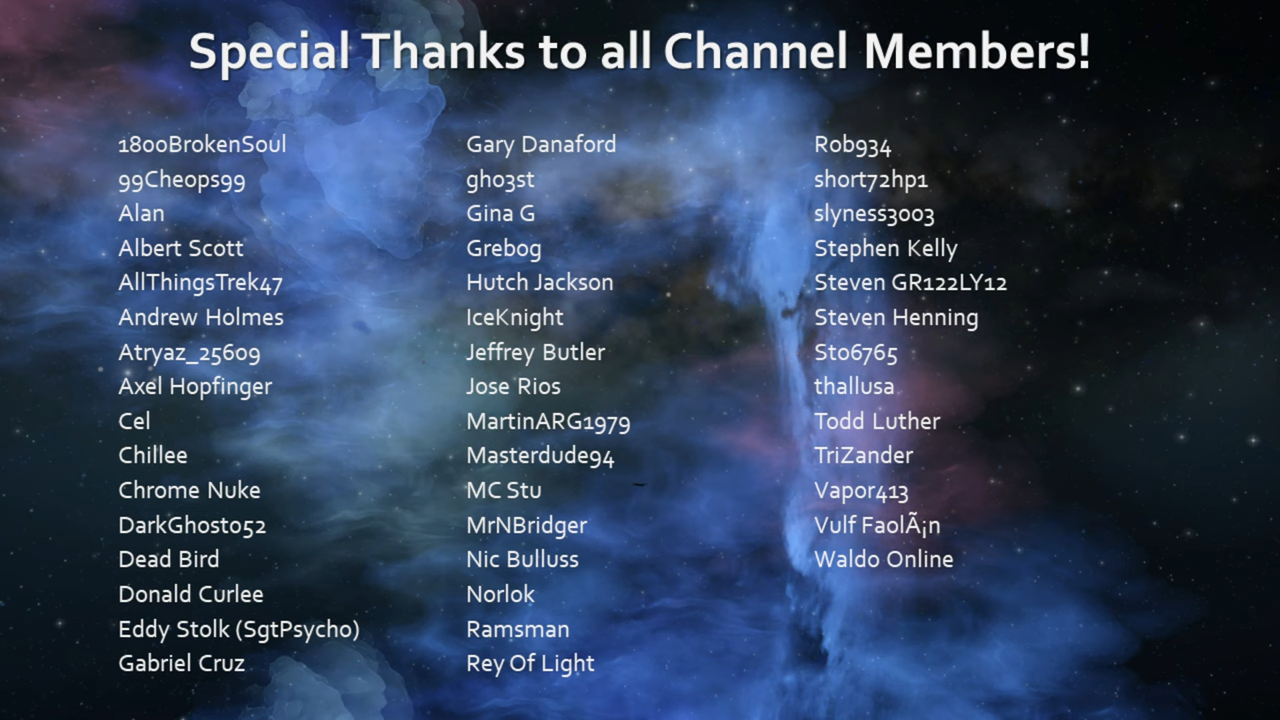 Special Thanks to all Channel Members!
1800BrokenSoul
99Cheops99
Alan
Albert Scott
AllThingsTrek47
Andrew Holmes
Atryaz_25609
Axel Hopfinger
Cel
Chillee
Chrome Nuke
DarkGhost052
Dead Bird
Donald Curlee
Eddy Stolk (SgtPsycho)
Gabriel Cruz
Gary Danaford
gho3st
Gina G
Grebog
Hutch Jackson
IceKnight
Jeffrey Butler
Jose Rios
MartinARG1979
Masterdude94
MC Stu
MrNBridger
Nic Bulluss
Norlok
Ramsman
Rey Of Light
Rob934
short72hp1
slyness3003
Stephen Kelly
Steven GR122LY12
Steven Henning
Sto6765
thallusa
Todd Luther
TriZander
Vapor413
Vulf FaolÃ¡n
Waldo Online